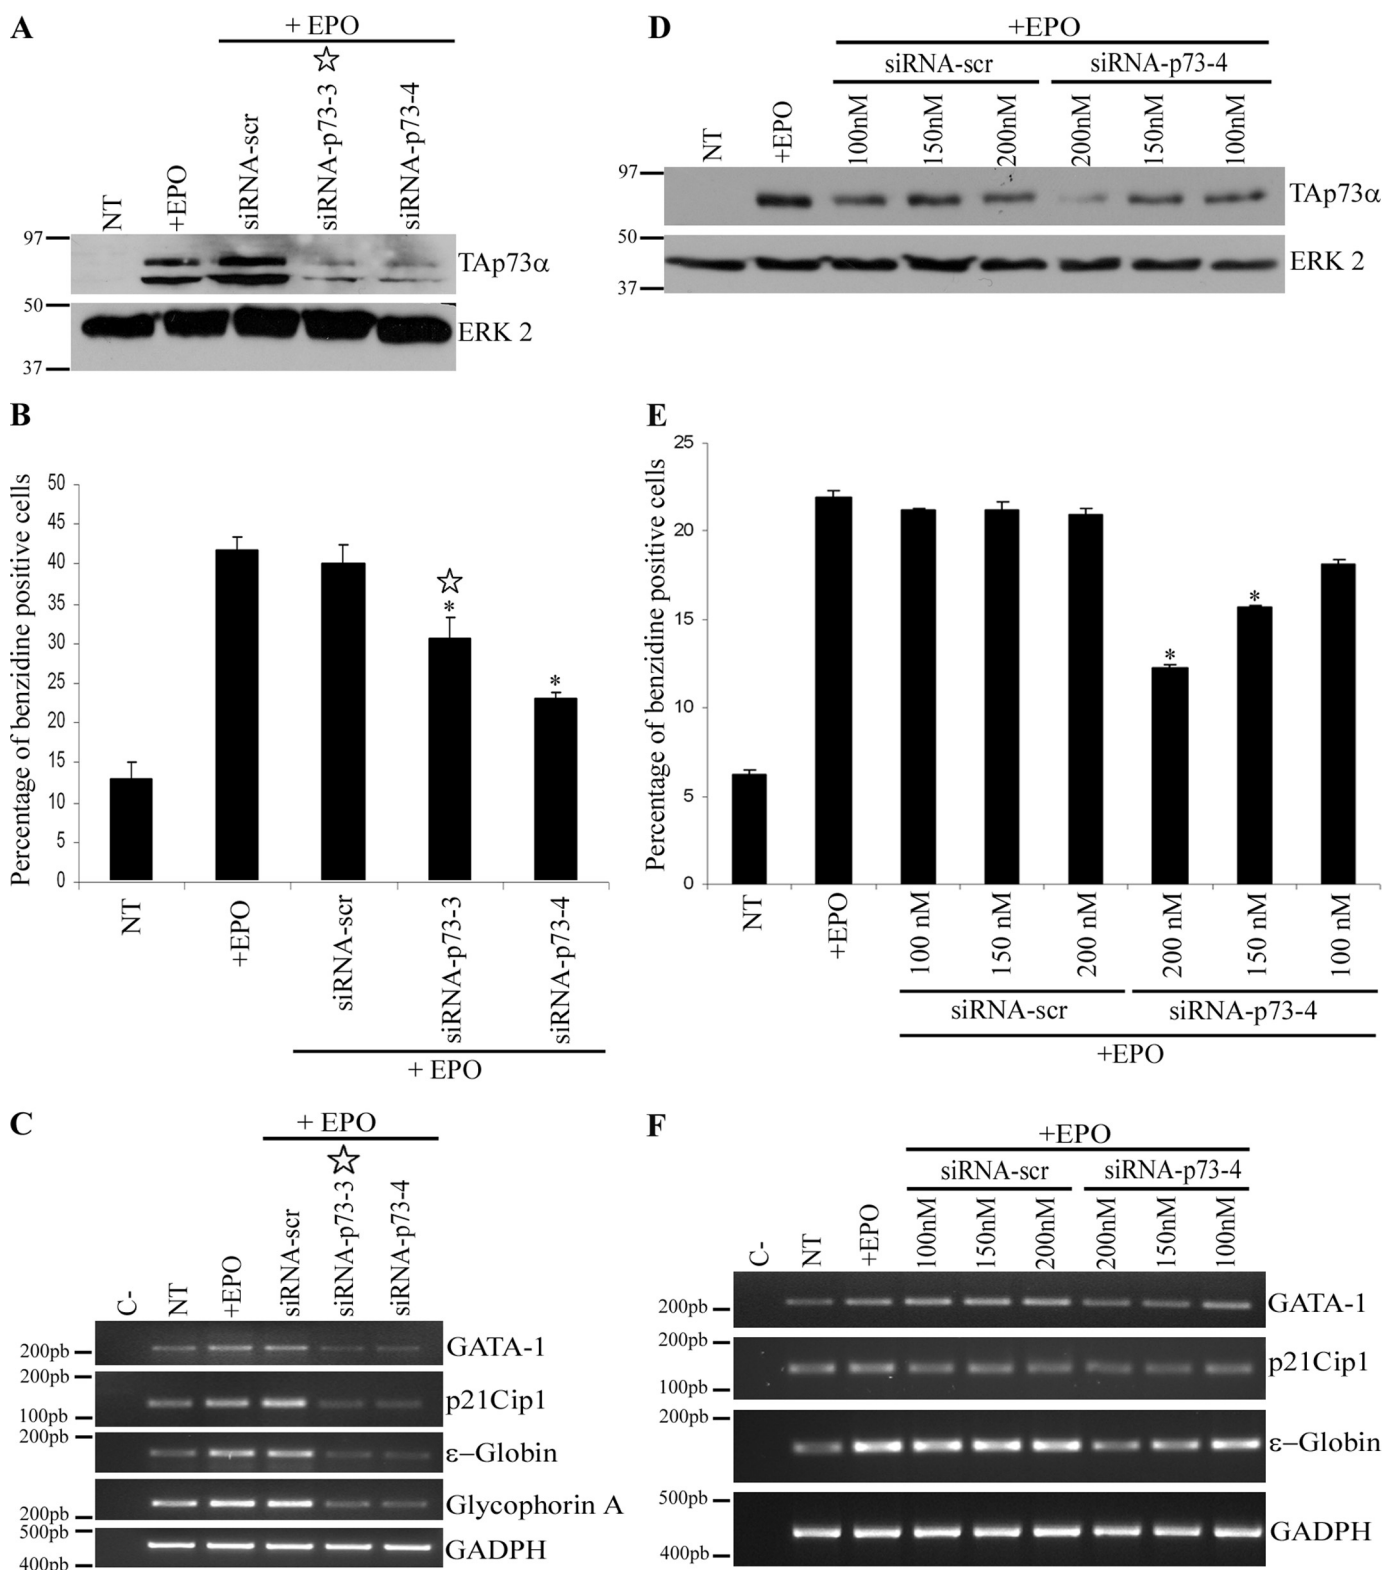 A
+ EPO
☆
NT
+EPO
siRNA-scr
siRNA-p73-3
siRNA-p73-4
97
TAp73α
50
ERK 2
37
B
Percentage of benzidine positive cells
50
45
40
35
30
25
20
15
10
5
0
☆
*
*
NT
+EPO
siRNA-scr
siRNA-p73-3
siRNA-p73-4
+ EPO
C
+ EPO
☆
C-
NT
+EPO
siRNA-scr
siRNA-p73-3
siRNA-p73-4
200pb
GATA-1
200pb
p21Cip1
100pb
200pb
ε–Globin
Glycophorin A
200pb
500pb
GADPH
400pb
D
+EPO
siRNA-scr
siRNA-p73-4
NT
+EPO
100nM
150nM
200nM
200nM
150nM
100nM
97
TAp73α
50
ERK 2
37
E
Percentage of benzidine positive cells
25
20
15
10
5
0
*
*
NT
+EPO
100 nM
150 nM
200 nM
200 nM
150 nM
100 nM
siRNA-scr
siRNA-p73-4
+EPO
F
+EPO
siRNA-scr
siRNA-p73-4
C-
NT
+EPO
100nM
150nM
200nM
200nM
150nM
100nM
200pb
GATA-1
200pb
p21Cip1
100pb
200pb
ε–Globin
500pb
GADPH
400pb